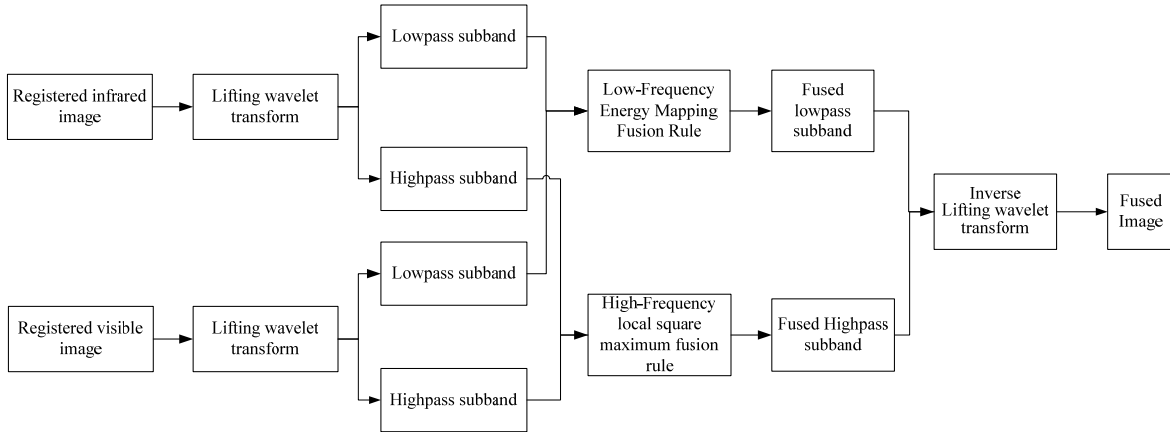 Registered infrared
image
Lifting wavelet
transform
Lowpass subband
Highpass subband
Low-Frequency
Energy Mapping
Fusion Rule
Fused
lowpass
subband
Registered visible
image
Lifting wavelet
transform
Lowpass subband
Highpass subband
High-Frequency
local square
maximum fusion
rule
Fused Highpass
subband
Inverse
Lifting wavelet
transform
Fused
Image